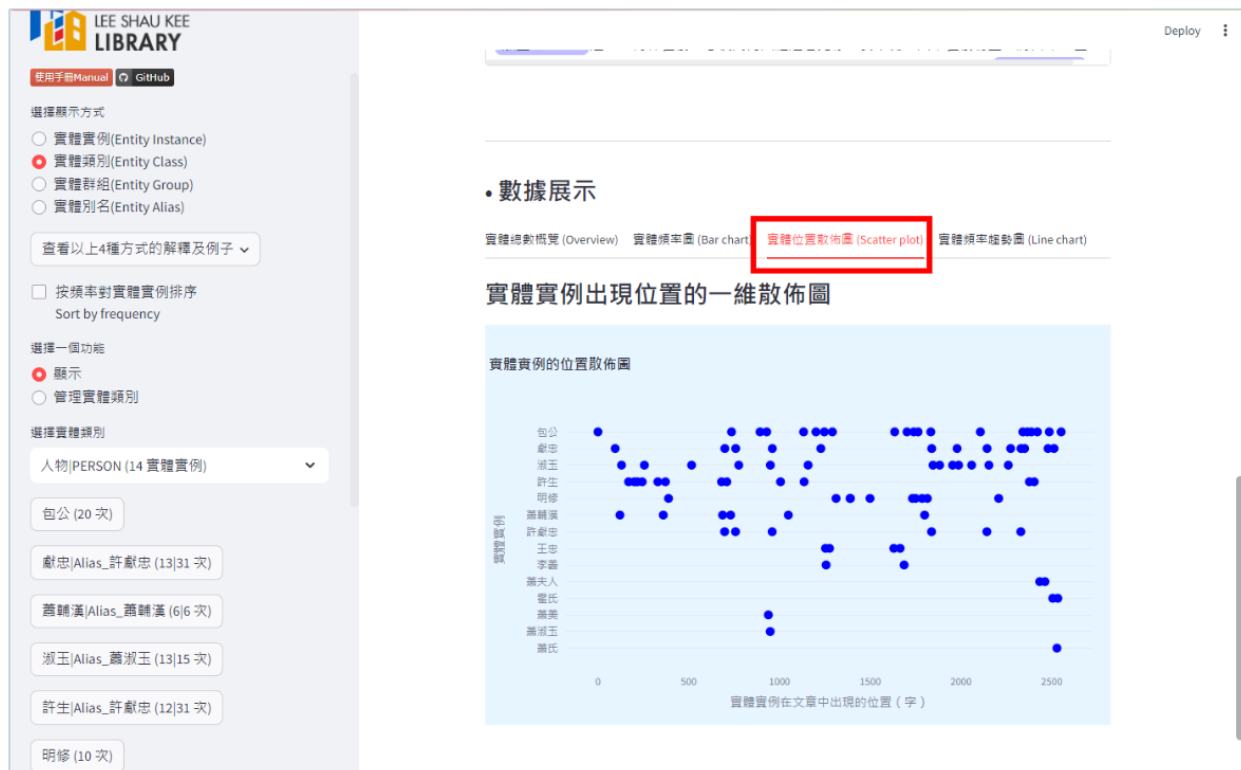 LEE SHAU KEE
LIBRARY
Deploy
使用手冊Manual
GitHub
選擇顯示方式
實體實例(Entity Instance)
實體類別(Entity Class)
實體群組(Entity Group)
實體別名(Entity Alias)
查看以上4種方式的解釋及例子
按頻率對實體實例排序
Sort by frequency
選擇一個功能
顯示
管理實體類別
選擇實體類別
人物|PERSON (14 實體實例)
包公 (20 次)
獻忠|Alias_許獻忠 (13|31 次)
蕭輔漢|Alias_蕭輔漢 (6|6 次)
淑玉|Alias_蕭淑玉 (13|15 次)
許生|Alias_許獻忠 (12|31 次)
明修 (10 次)
• 數據展示
實體總數概覽 (Overview)
實體頻率圖 (Bar chart)
實體位置散佈圖 (Scatter plot)
實體頻率趨勢圖 (Line chart)
實體實例出現位置的一維散佈圖
實體實例的位置散佈圖
實體實例
包公
獻忠
淑玉
許生
明修
蕭輔漢
許獻忠
王忠
李善
蕭夫人
霍氏
蕭美
蕭淑玉
蕭氏
0
500
1000
1500
2000
2500
實體實例在文章中出現的位置（字）